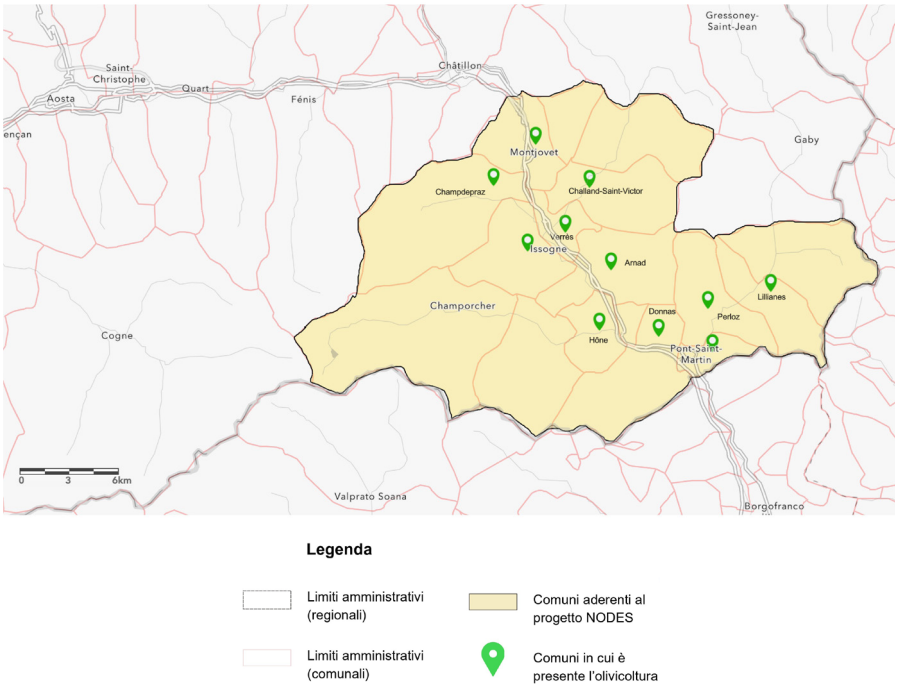 Gressoney-
Saint-Jean
Châtillon
Saint-
Christophe
Quart
Aosta
Fénis
ençan
Gaby
Montjovet
Champdepraz
Challand-Saint-Victor
Verrès
Issogne
Arnad
Lillianes
Champorcher
Donnas
Perloz
Cogne
Hône
Pont-Saint-
Martin
0 3 6km
Valprato Soana
Borgofranco
Legenda
Limiti amministrativi
(regionali)
Comuni aderenti al
progetto NODES
Limiti amministrativi
(comunali)
Comuni in cui è
presente l'olivicoltura